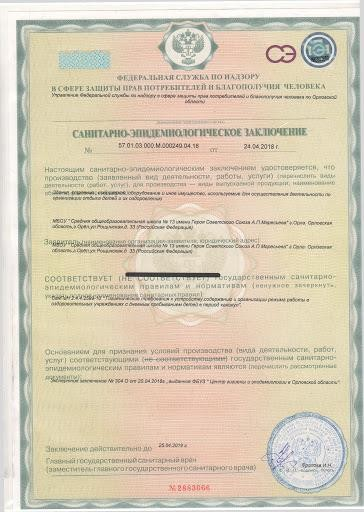 СЭ
ФЕДЕРАЛЬНАЯ СЛУЖБА ПО НАДЗОРУ
В СФЕРЕ ЗАЩИТЫ ПРАВ ПОТРЕБИТЕЛЕЙ И БЛАГОПОЛУЧИЯ ЧЕЛОВЕКА
Управление Федеральной службы по надзору в сфере защиты прав потребителей и благополучия человека по Орловской
области
САНИТАРНО-ЭПИДЕМИОЛОГИЧЕСКОЕ ЗАКЛЮЧЕНИЕ
№ 57.01.03.000.М.000249.04.18 от 24.04.2018 г.
Настоящим санитарно-эпидемиологическим заключением удостоверяется, что
производство (заявленный вид деятельности, работы, услуги) (перечислить виды
деятельности (работ, услуг), для производства — виды выпускаемой продукции; наименование
Здания, строения, сооружения, оборудование и иное имущество, используемые для осуществления деятельности по
организации отдыха детей и их оздоровления
МБОУ "Средняя общеобразовательная школа № 13 имени Героя Советского Союза А.П.Маресьева" г.Орла, Орловская
область, г.Орёл, ул.Рощинская, д. 33 (Российская Федерация)
Заявитель (наименование организации-заявителя, юридический адрес)
МБОУ "Средняя общеобразовательная школа № 13 имени Героя Советского Союза А.П.Маресьева" г.Орла, Орловская
область, г.Орёл, ул.Рощинская, д. 33 (Российская Федерация)
СООТВЕТСТВУЕТ (НЕ СООТВЕТСТВУЕТ) государственным санитарно-
эпидемиологическим правилам и нормативам (ненужное зачеркнуть,
указать полное наименование санитарных правил)
СанПиН 2.4.4.2599-10 "Гигиенические требования к устройству, содержанию и организации режима работы в
оздоровительных учреждениях с дневным пребыванием детей в период каникул"
Основанием для признания условий производства (вида деятельности, работ,
услуг) соответствующими (не соответствующими) государственным санитарно-
эпидемиологическим правилам и нормативам являются (перечислить рассмотренные
документы):
Экспертное заключение № 304 О от 20.04.2018г., выданное ФБУЗ "Центр гигиены и эпидемиологии в Орловской области".
Заключение действительно до 25.04.2019 г.
Главный государственный санитарный врач
(заместитель главного государственного санитарного врача)
Фролова И.Н.
№2883066